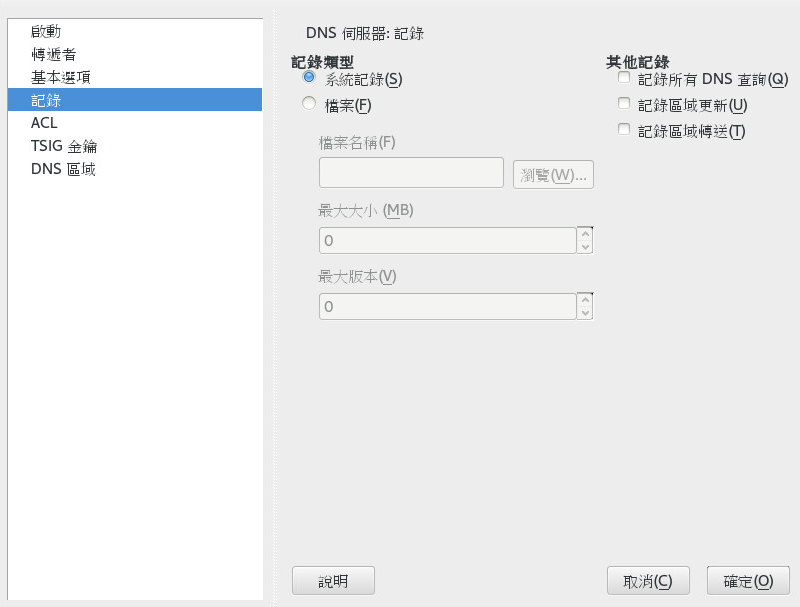 啟動
轉遞者
基本選項
記錄
ACL
TSIG 金鑰
DNS 區域
DNS 伺服器: 記錄
記錄類型
系統記錄(S)
檔案(F)
檔案名稱(F)
瀏覽(W)...
最大大小 (MB)
0
最大版本(V)
0
其他記錄
記錄所有 DNS 查詢(Q)
記錄區域更新(U)
記錄區域轉送(T)
說明
取消(C)
確定(O)